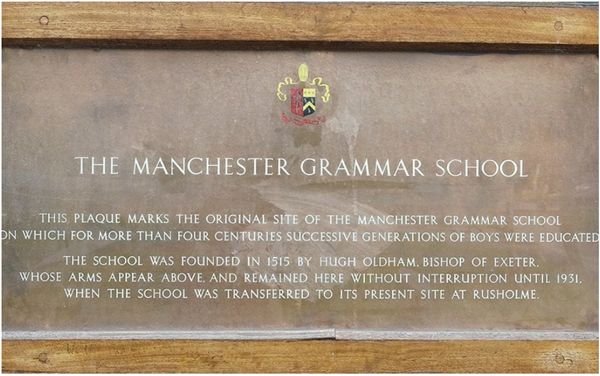 THE MANCHESTER GRAMMAR SCHOOL
THIS PLAQUE MARKS THE ORIGINAL SITE OF THE MANCHESTER GRAMMAR SCHOOL
ON WHICH FOR MORE THAN FOUR CENTURIES SUCCESSIVE GENERATIONS OF BOYS WERE EDUCATED
THE SCHOOL WAS FOUNDED IN 1515 BY HUGH OLDHAM, BISHOP OF EXETER,
WHOSE ARMS APPEAR ABOVE, AND REMAINED HERE WITHOUT INTERRUPTION UNTIL 1931,
WHEN THE SCHOOL WAS TRANSFERRED TO ITS PRESENT SITE AT RUSHOLME.